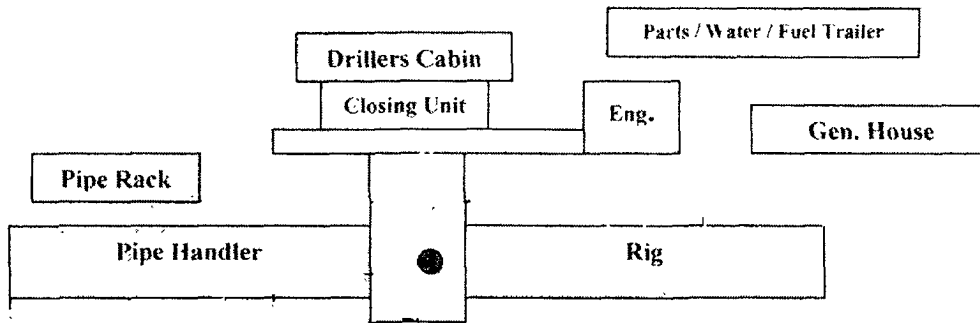 Parts / Water / Fuel Trailer
Drillers Cabin
Closing Unit
Eng.
Gen. House
Pipe Rack
Pipe Handler
Rig